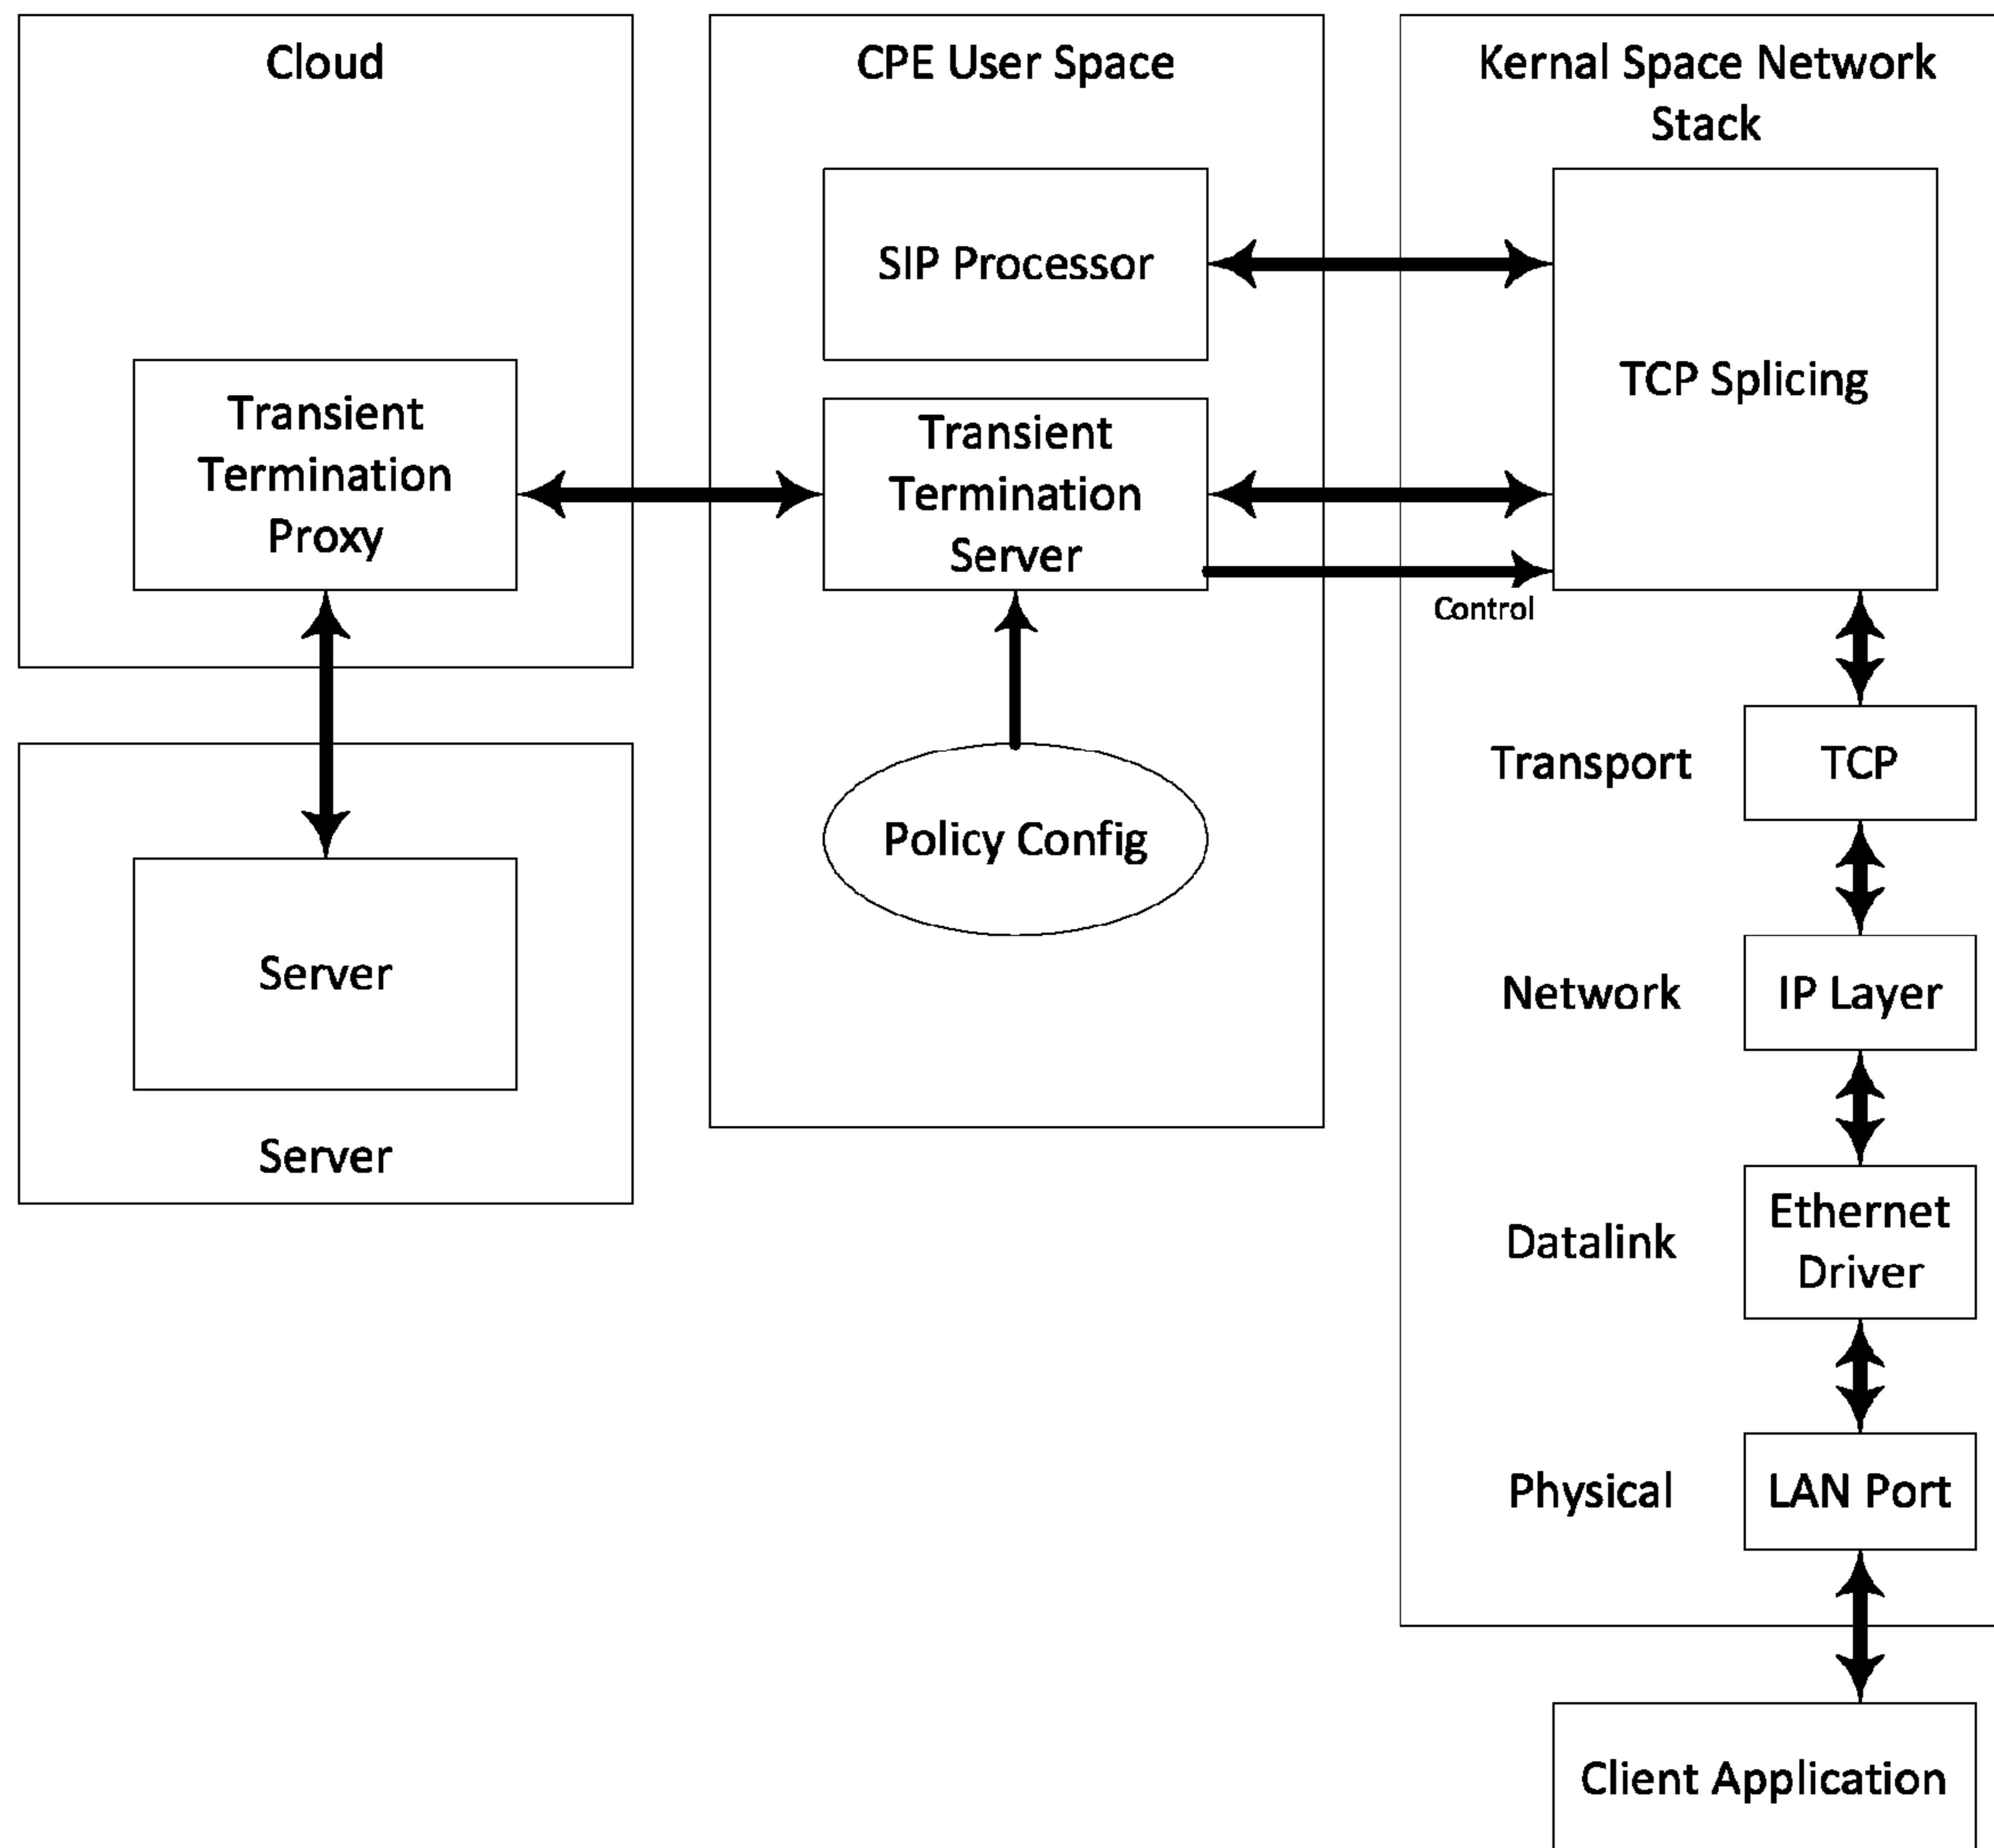 Cloud
Transient
Termination
Proxy
Server
Server
CPE User Space
SIP Processor
Transient
Termination
Server
Policy Config
Control
Kernal Space Network
Stack
TCP Splicing
Transport
TCP
Network
IP Layer
Datalink
Ethernet
Driver
Physical
LAN Port
Client Application